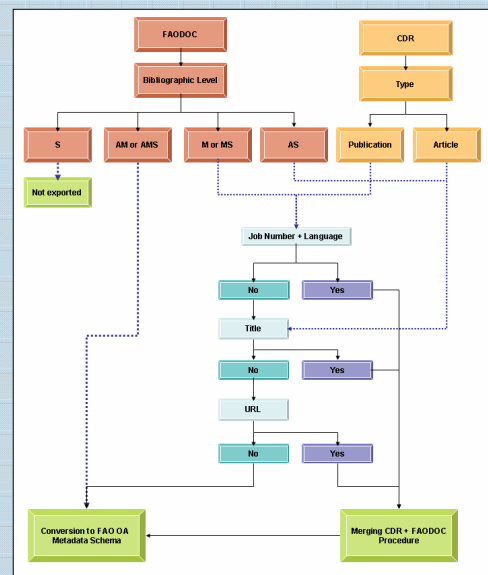 FAODOC
CDR
Bibliographic Level
Type
S
AM or AMS
M or MS
AS
Publication
Article
Not exported
Job Number + Language
No
Yes
Title
No
Yes
URL
No
Yes
Conversion to FAO OA
Metadata Schema
Merging CDR + FAODOC
Procedure